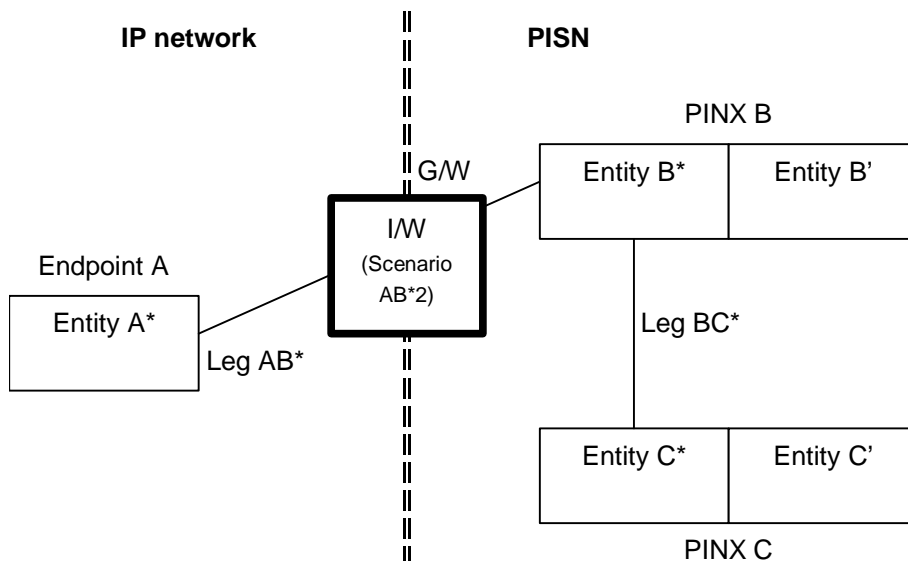 IP network
PISN
PINX B
G/W
Entity B*
Entity B’
I/W
(Scenario
AB*2)
Endpoint A
Entity A*
Leg AB*
Leg BC*
Entity C*
Entity C’
PINX C